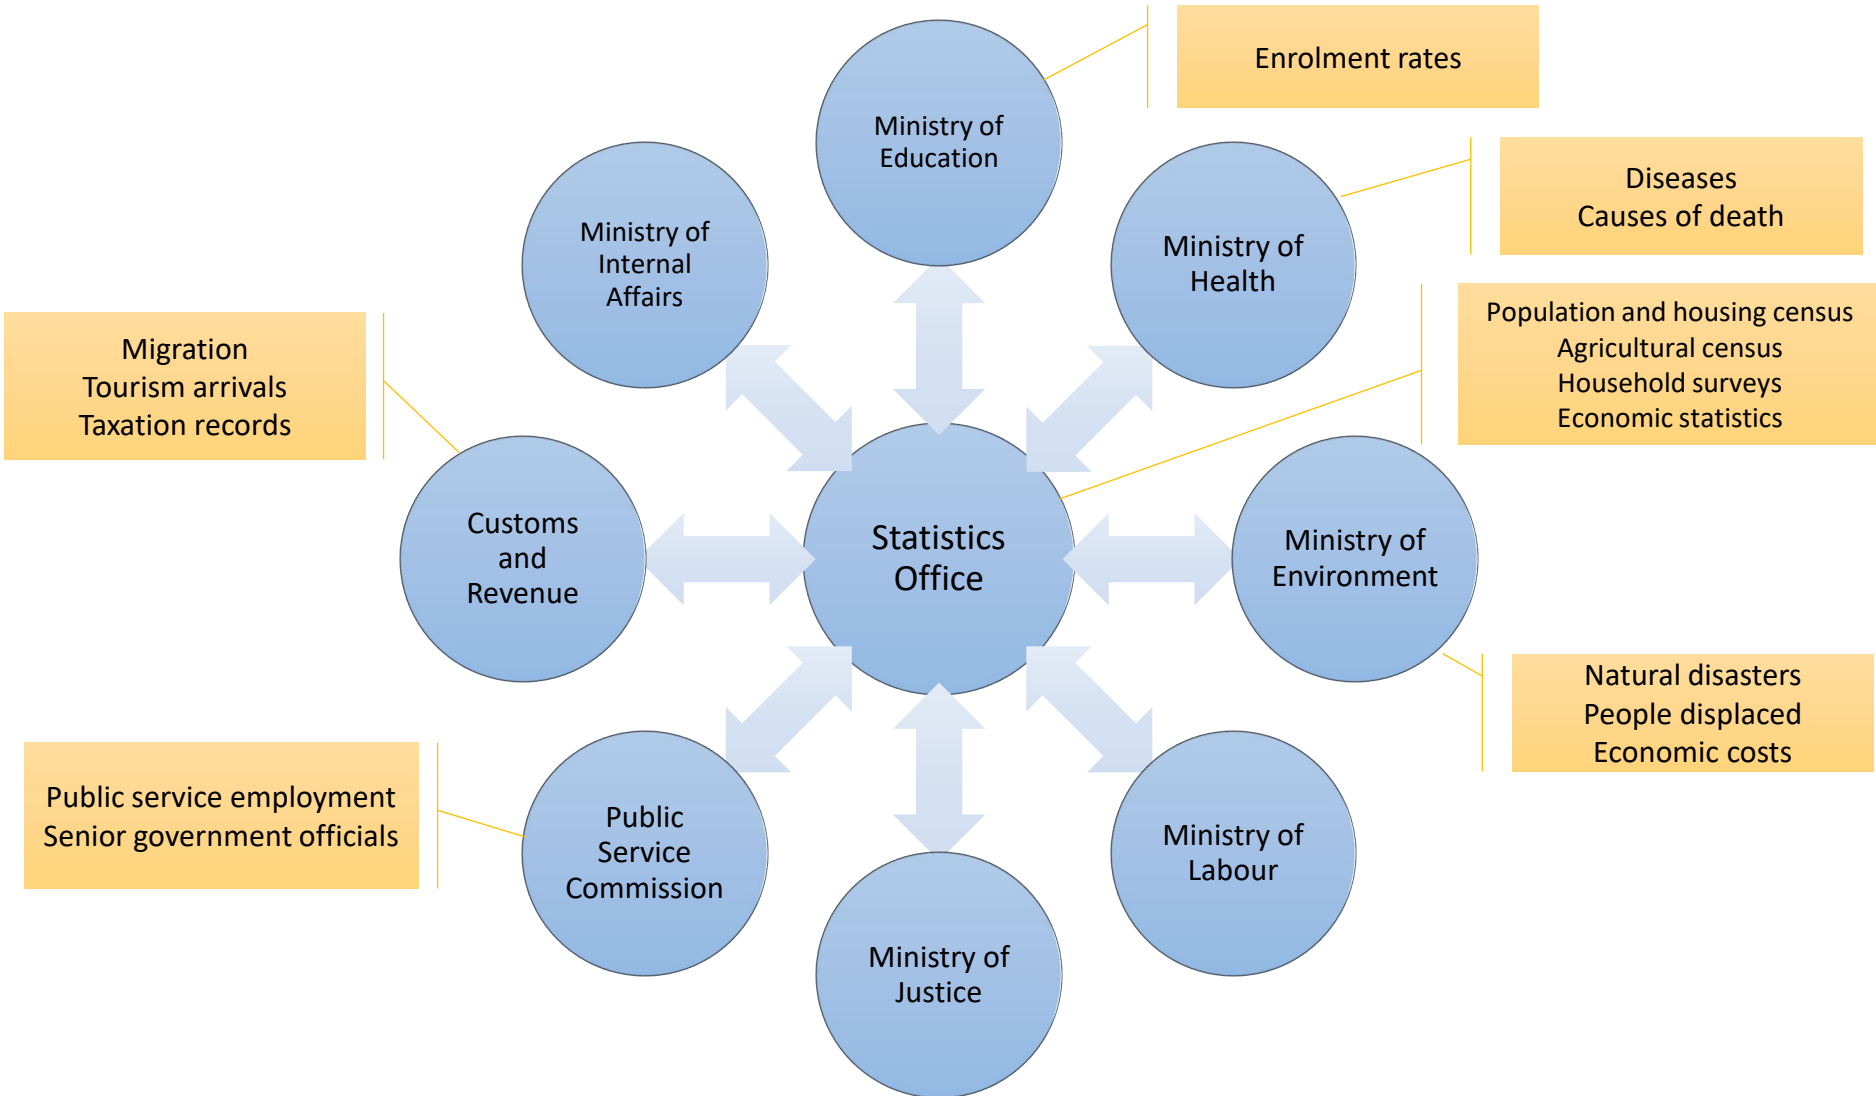 Enrolment rates
Ministry of
Education
Diseases
Causes of death
Ministry of
Internal
Affairs
Ministry of
Health
Population and housing census
Agricultural census
Household surveys
Economic statistics
Migration
Tourism arrivals
Taxation records
Customs
and
Revenue
Statistics
Office
Ministry of
Environment
Natural disasters
People displaced
Economic costs
Public service employment
Senior government officials
Public
Service
Commission
Ministry of
Labour
Ministry of
Justice